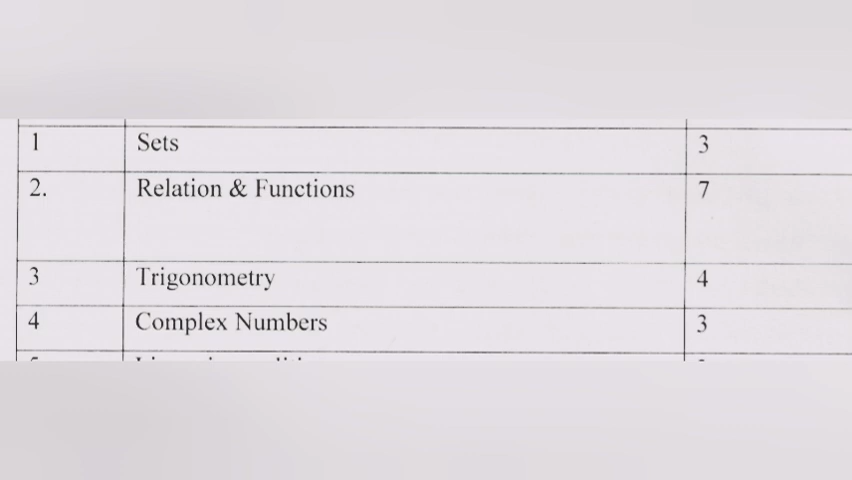 1 Sets 3
2. Relation & Functions 7
3 Trigonometry 4
4 Complex Numbers 3